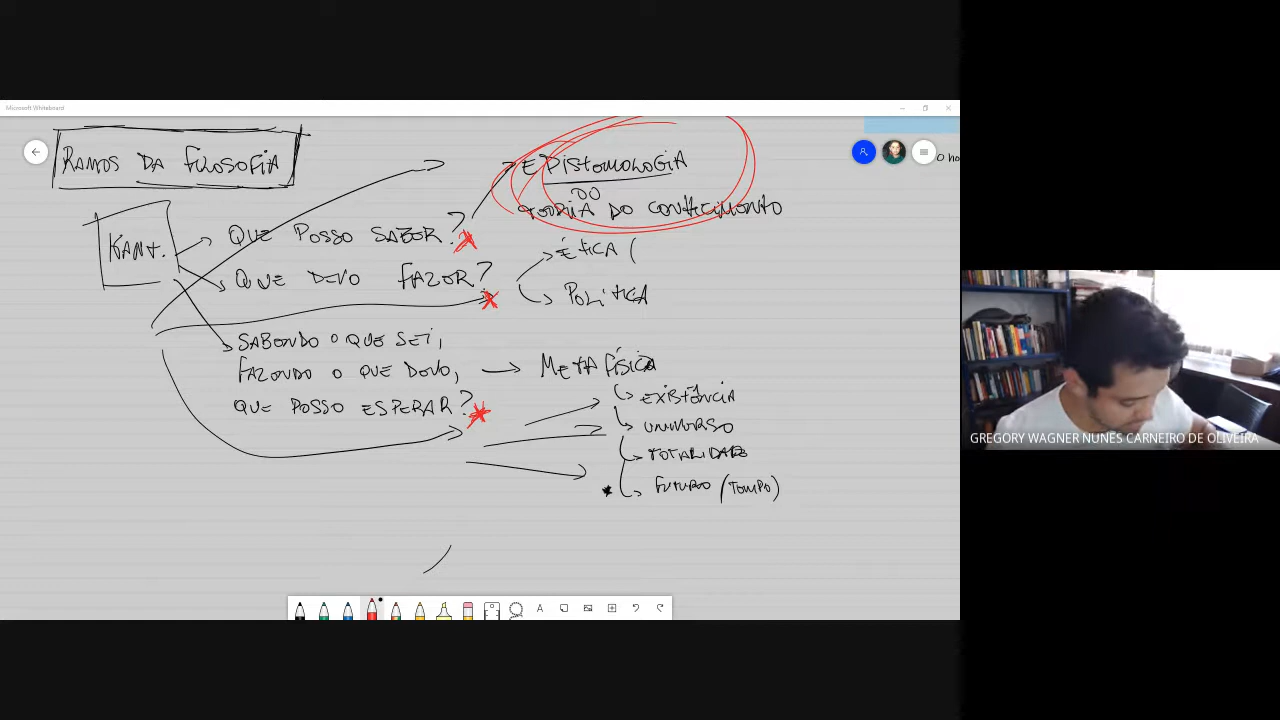 Microsoft Whiteboard
RAMOS DA FILOSOFIA
EPISTEMOLOGIA
OU
TEORIA DO CONHECIMENTO
KANT.
QUE POSSO SABER?
QUE DEVO FAZER?
ÉTICA (
POLÍTICA
SABENDO O QUE SEI,
FAZENDO O QUE DEVO,
QUE POSSO ESPERAR?
METAFÍSICA
EXISTÊNCIA
UNIVERSO
TOTALIDADE
FUTURO (TEMPO)
GREGORY WAGNER NUNES CARNEIRO DE OLIVEIRA
A